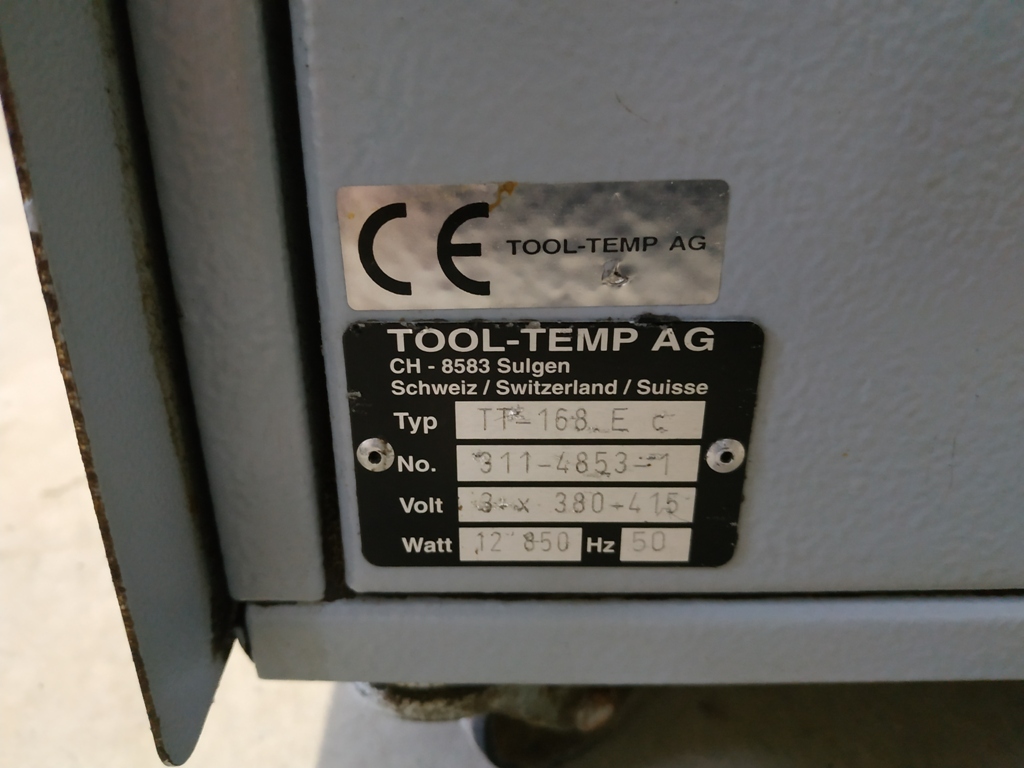 CE TOOL-TEMP AG
TOOL-TEMP AG
CH - 8583 Sulgen
Schweiz / Switzerland / Suisse
Typ TT-168 E c
No. 311-4853-1
Volt 3 x 380-415
Watt 12 850 Hz 50